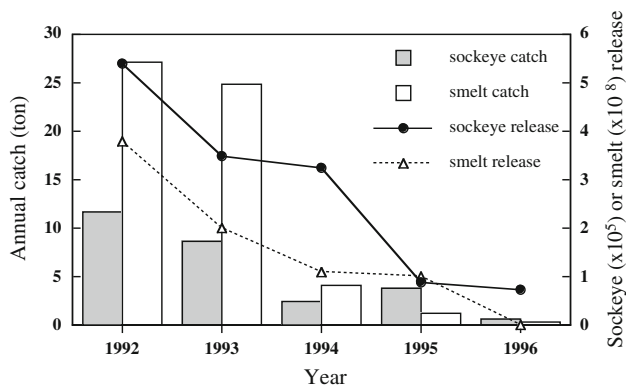 30
25
20
15
10
5
0
Annual catch (ton)
6
5
4
3
2
1
0
Sockeye (x10⁵) or smelt (x10⁸) release
sockeye catch
smelt catch
sockeye release
smelt release
1992 1993 1994 1995 1996
Year